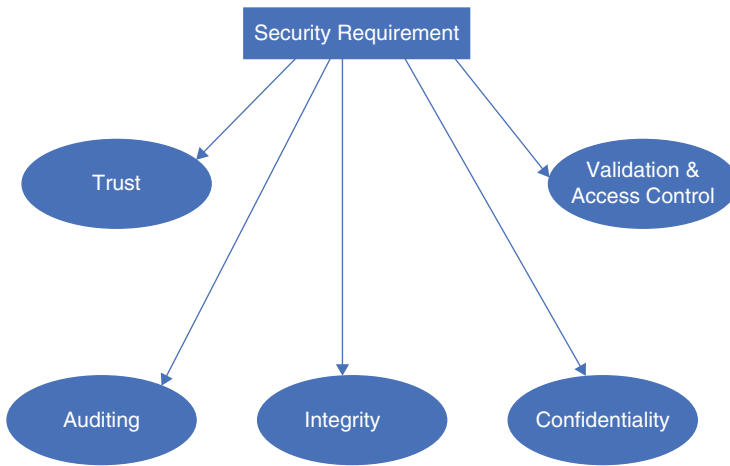 Security Requirement
Trust
Validation &
Access Control
Auditing
Integrity
Confidentiality